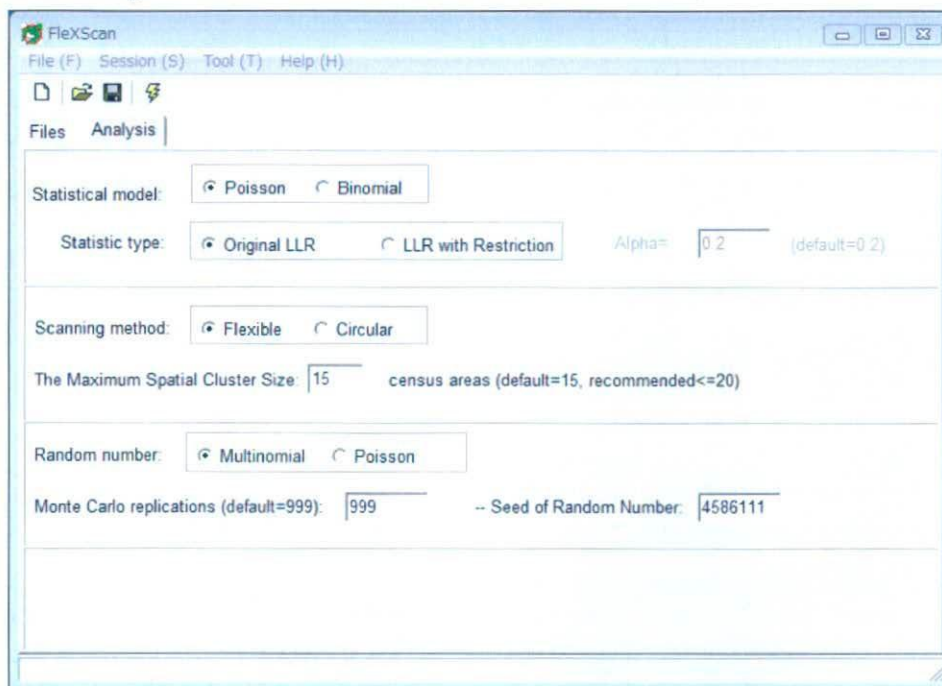 FleXScan
File (F) Session (S) Tool (T) Help (H)
Files Analysis
Statistical model: Poisson Binomial
Statistic type: Original LLR LLR with Restriction Alpha= 0.2 (default=0.2)
Scanning method: Flexible Circular
The Maximum Spatial Cluster Size: 15 census areas (default=15, recommended<=20)
Random number: Multinomial Poisson
Monte Carlo replications (default=999): 999 -- Seed of Random Number: 4586111